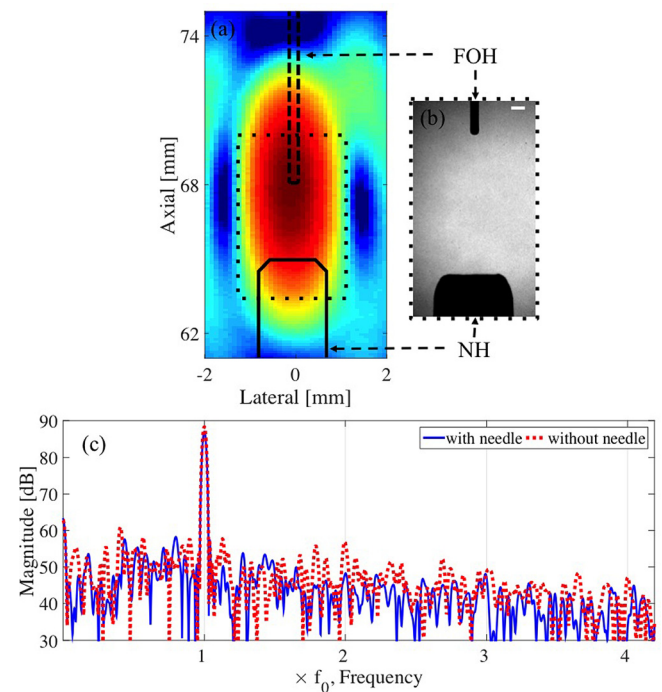 (a)
74
68
62
Axial [mm]
-2 0 2
Lateral [mm]
FOH
(b)
NH
(c)
with needle without needle
90
80
70
60
50
40
30
Magnitude [dB]
1 2 3 4
× f0, Frequency